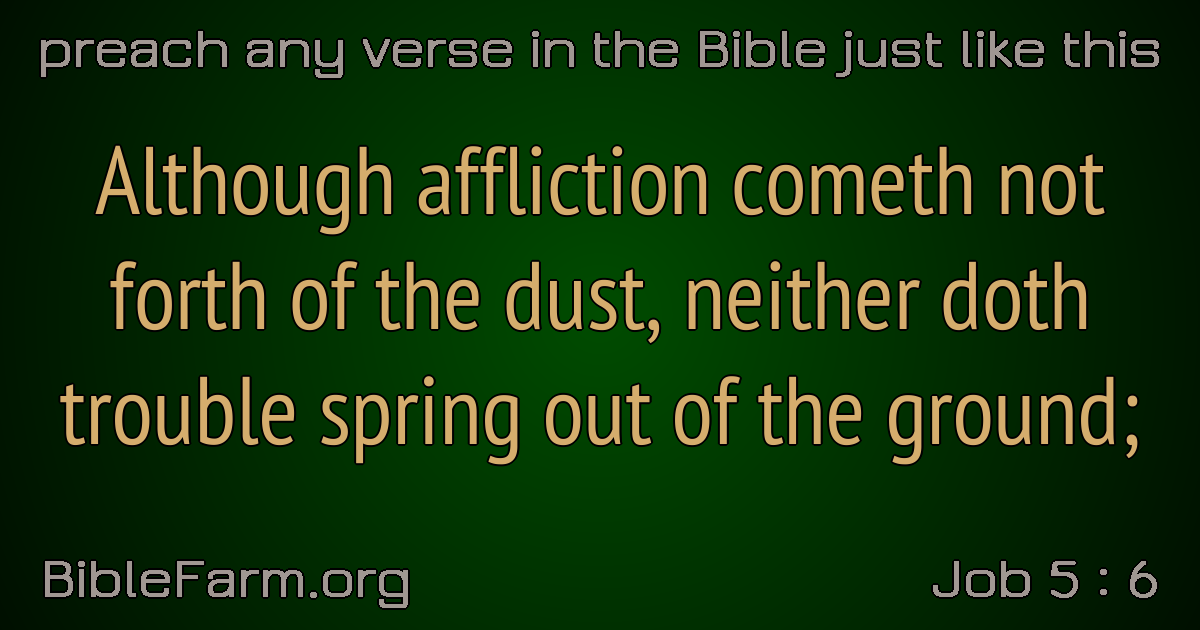 preach any verse in the Bible just like this
Although affliction cometh not
forth of the dust, neither doth
trouble spring out of the ground;
BibleFarm.org
Job 5 : 6